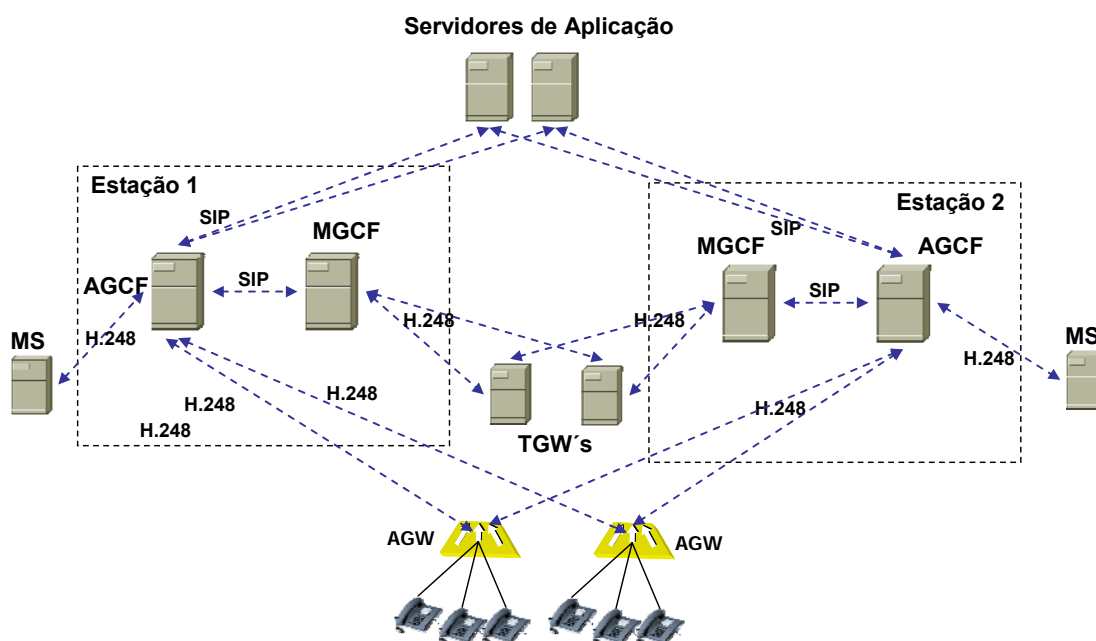 Servidores de Aplicação
Estação 1
Estação 2
SIP
SIP
MGCF
MGCF
AGCF
AGCF
SIP
SIP
H.248
H.248
MS
H.248
H.248
MS
H.248
H.248
H.248
H.248
TGW´s
AGW
AGW